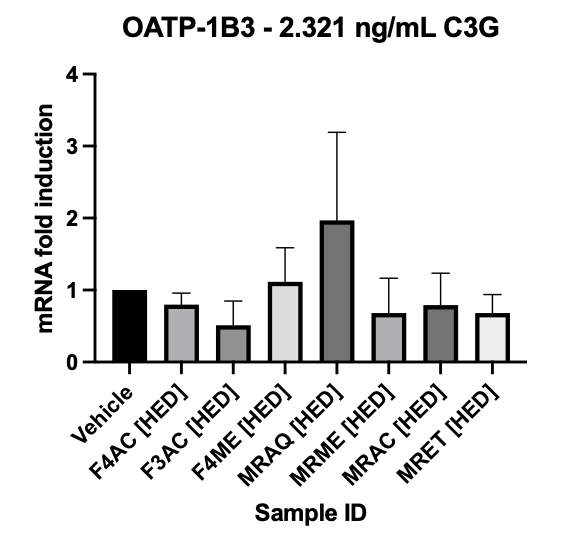 OATP-1B3 - 2.321 ng/mL C3G
mRNA fold induction
4
3
2
1
0
Vehicle
F4AC [HED]
F3AC [HED]
F4ME [HED]
MRAQ [HED]
MRME [HED]
MRAC [HED]
MRET [HED]
Sample ID